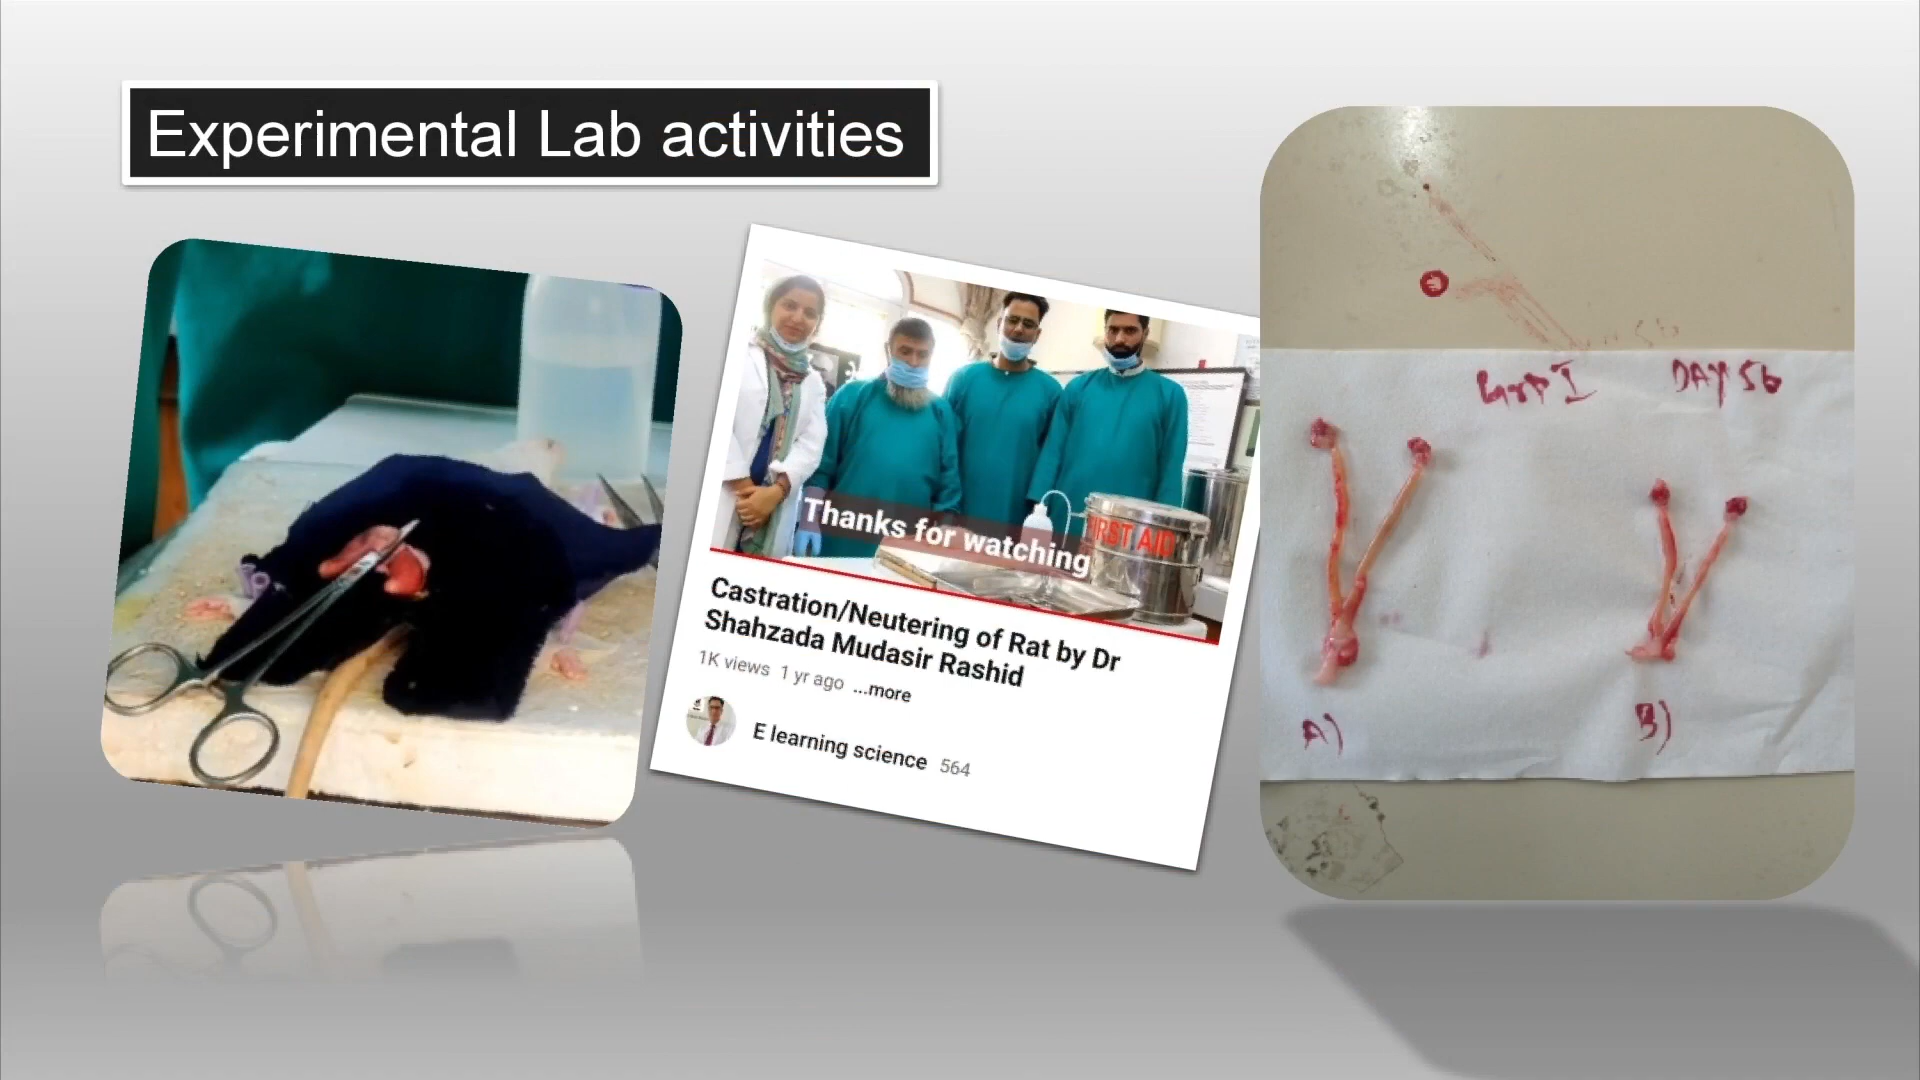 Experimental Lab activities
Thanks for watching
FIRST AID
Castration/Neutering of Rat by Dr
Shahzada Mudasir Rashid
1K views 1 yr ago ...more
E learning science 564
I DAY 56
A) B)